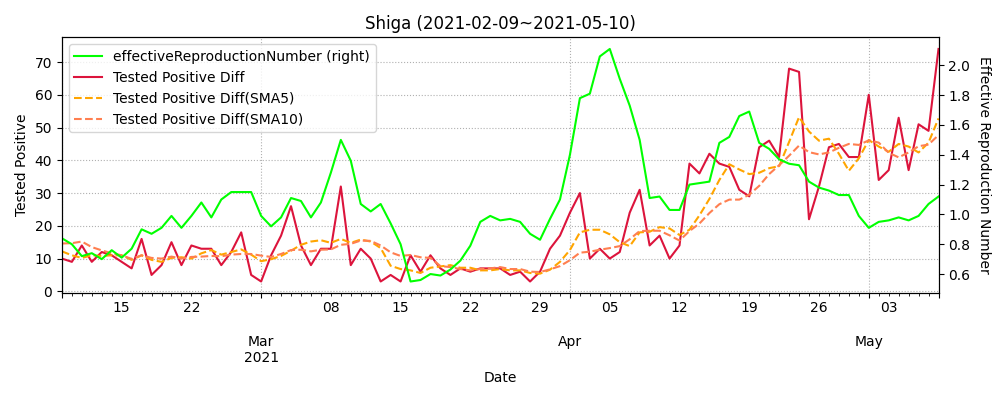 Shiga (2021-02-09~2021-05-10)
effectiveReproductionNumber (right)
Tested Positive Diff
Tested Positive Diff(SMA5)
Tested Positive Diff(SMA10)
Tested Positive
70
60
50
40
30
20
10
0
2.0
1.8
1.6
1.4
1.2
1.0
0.8
0.6
Effective Reproduction Number
15 22 08 15 22 29 05 12 19 26 03
Mar Apr May
2021
Date